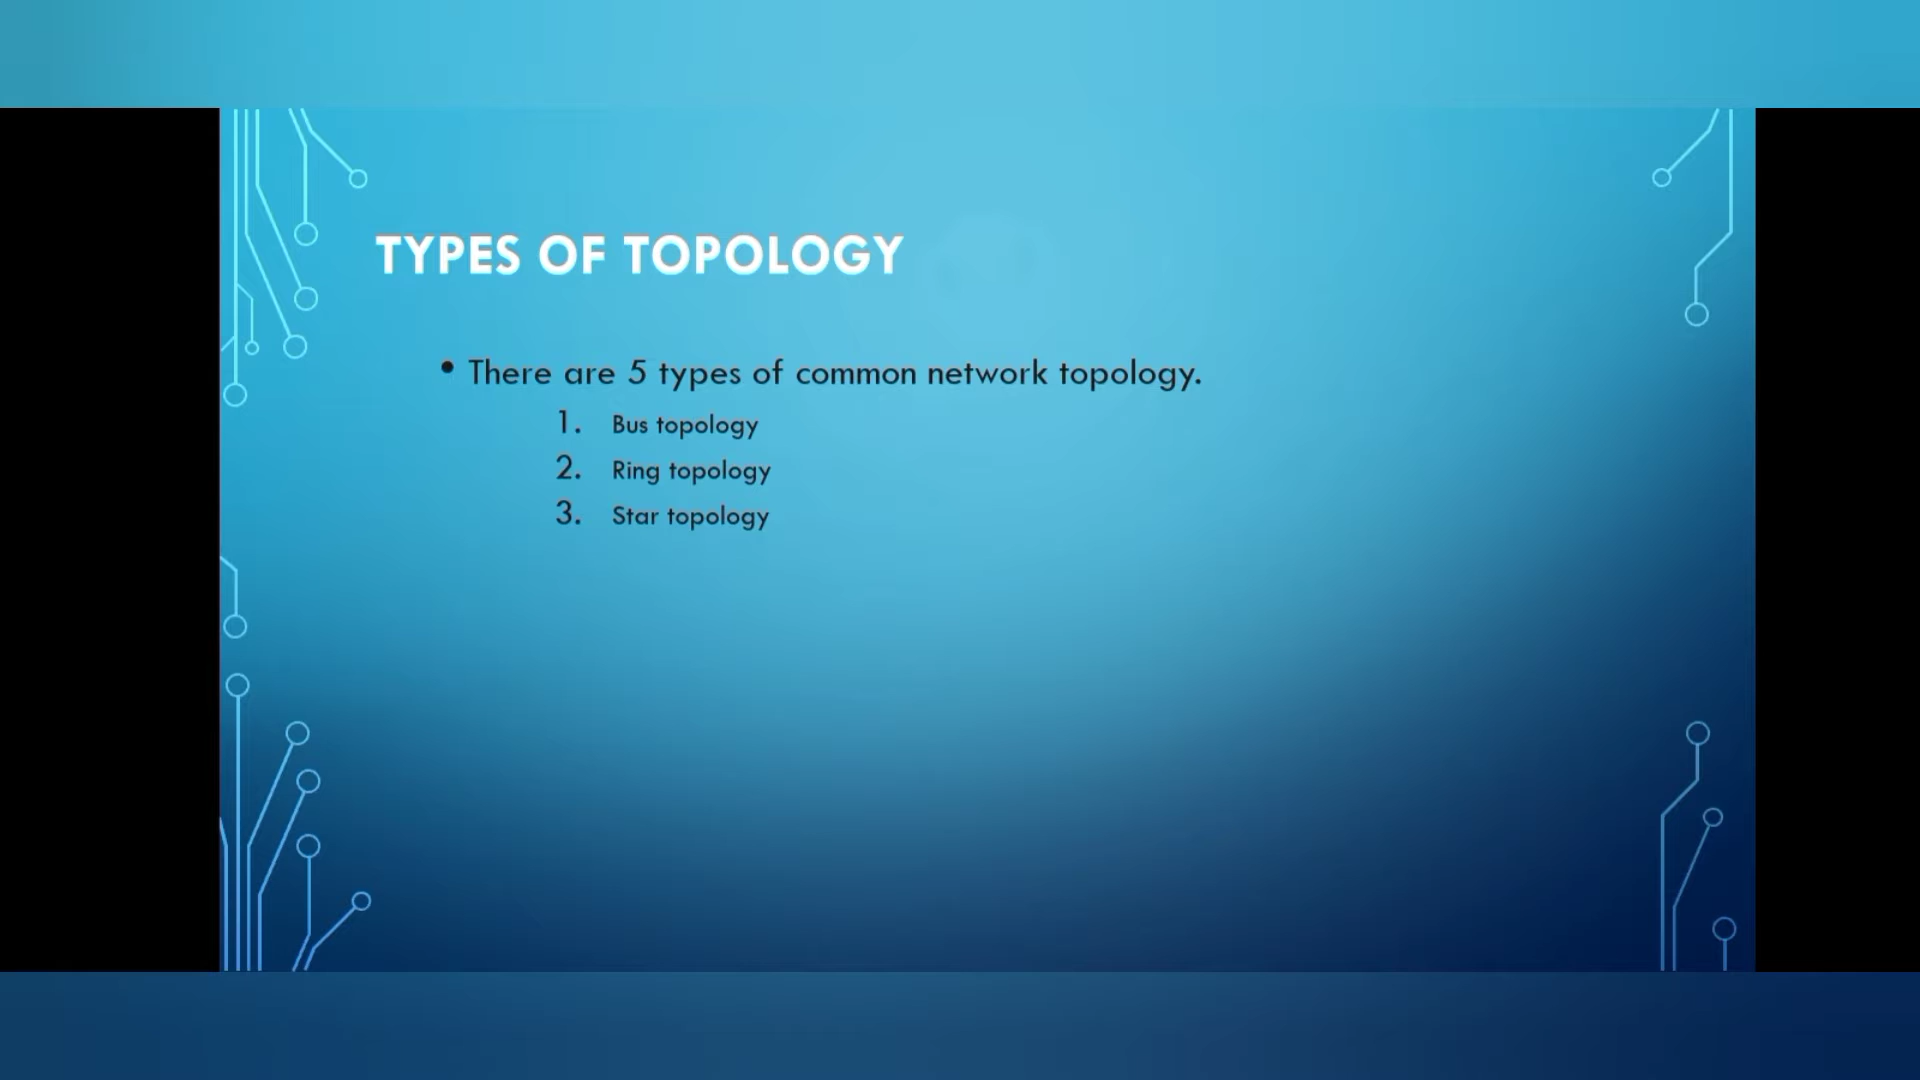 TYPES OF TOPOLOGY
• There are 5 types of common network topology.
1. Bus topology
2. Ring topology
3. Star topology